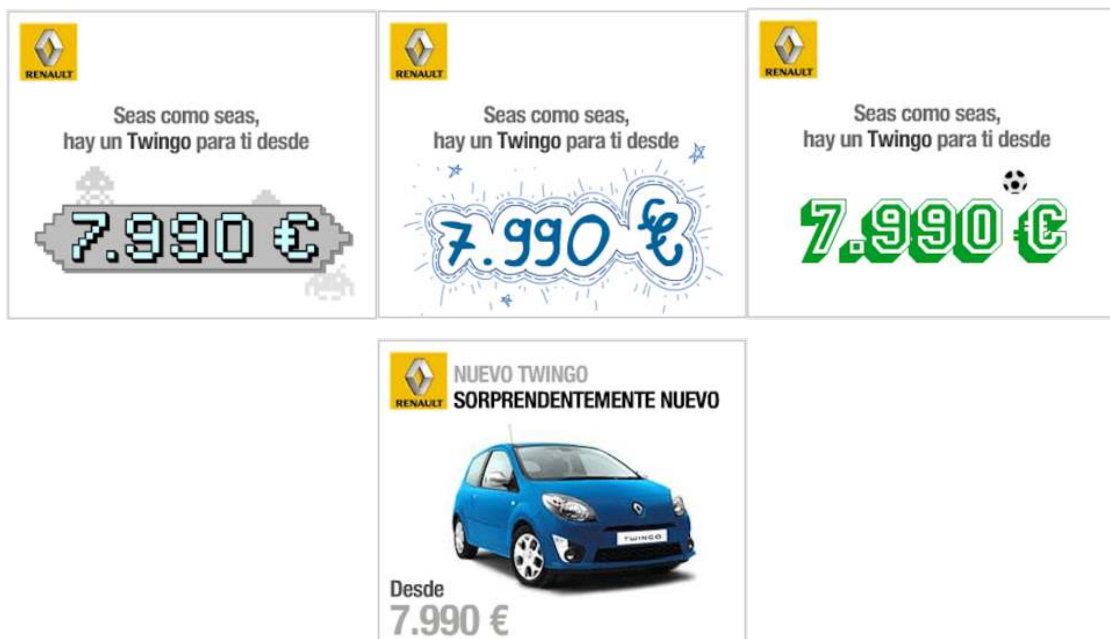 RENAULT
Seas como seas,
hay un Twingo para ti desde
7.990 €
RENAULT
Seas como seas,
hay un Twingo para ti desde
7.990 €
RENAULT
Seas como seas,
hay un Twingo para ti desde
7.990 €
RENAULT
NUEVO TWINGO
SORPRENDENTEMENTE NUEVO
TWINGO
Desde
7.990 €